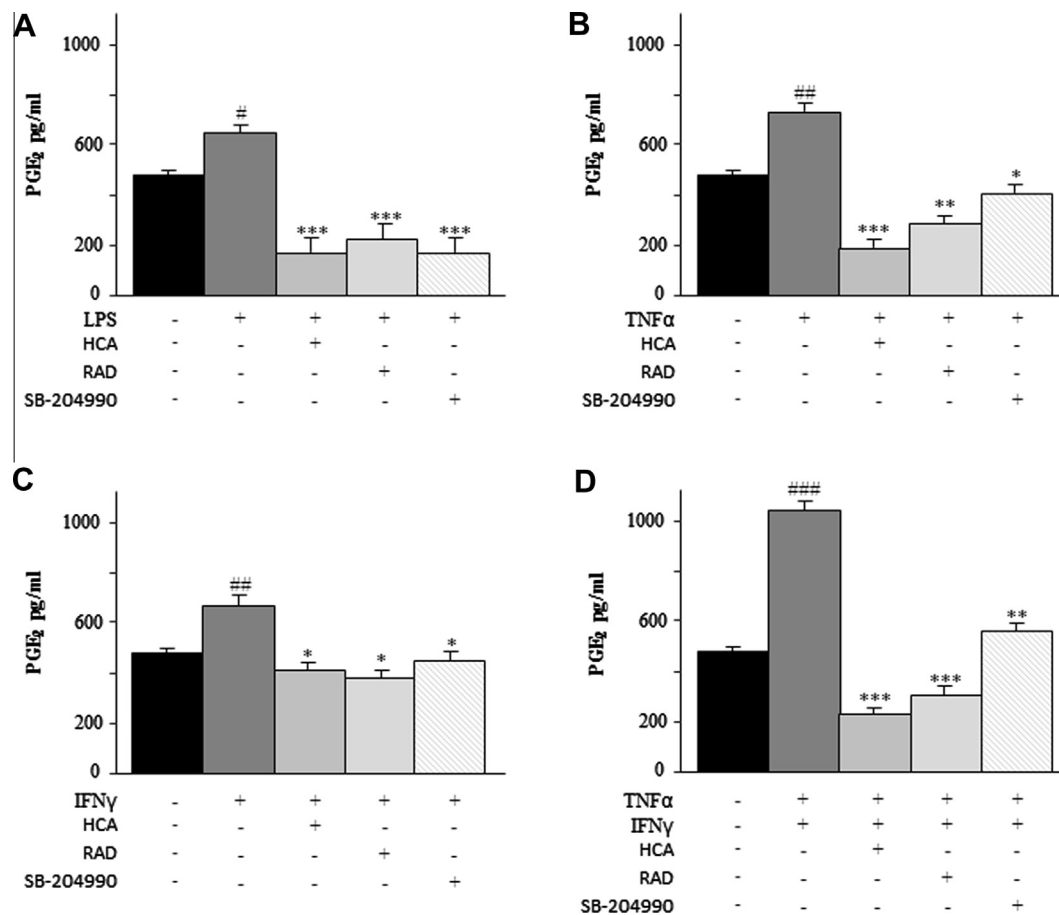 A
1000
600
200
0
PGE₂ pg/ml
#
***
***
***
LPS - + + + +
HCA - - + - -
RAD - - - + -
SB-204990 - - - - +
B
1000
600
200
0
PGE₂ pg/ml
##
***
**
*
TNFα - + + + +
HCA - - + - -
RAD - - - + -
SB-204990 - - - - +
C
1000
600
200
0
PGE₂ pg/ml
##
*
*
*
IFNγ - + + + +
HCA - - + - -
RAD - - - + -
SB-204990 - - - - +
D
1000
600
200
0
PGE₂ pg/ml
###
***
***
**
TNFα - + + + +
IFNγ - + + + +
HCA - - + - -
RAD - - - + -
SB-204990 - - - - +